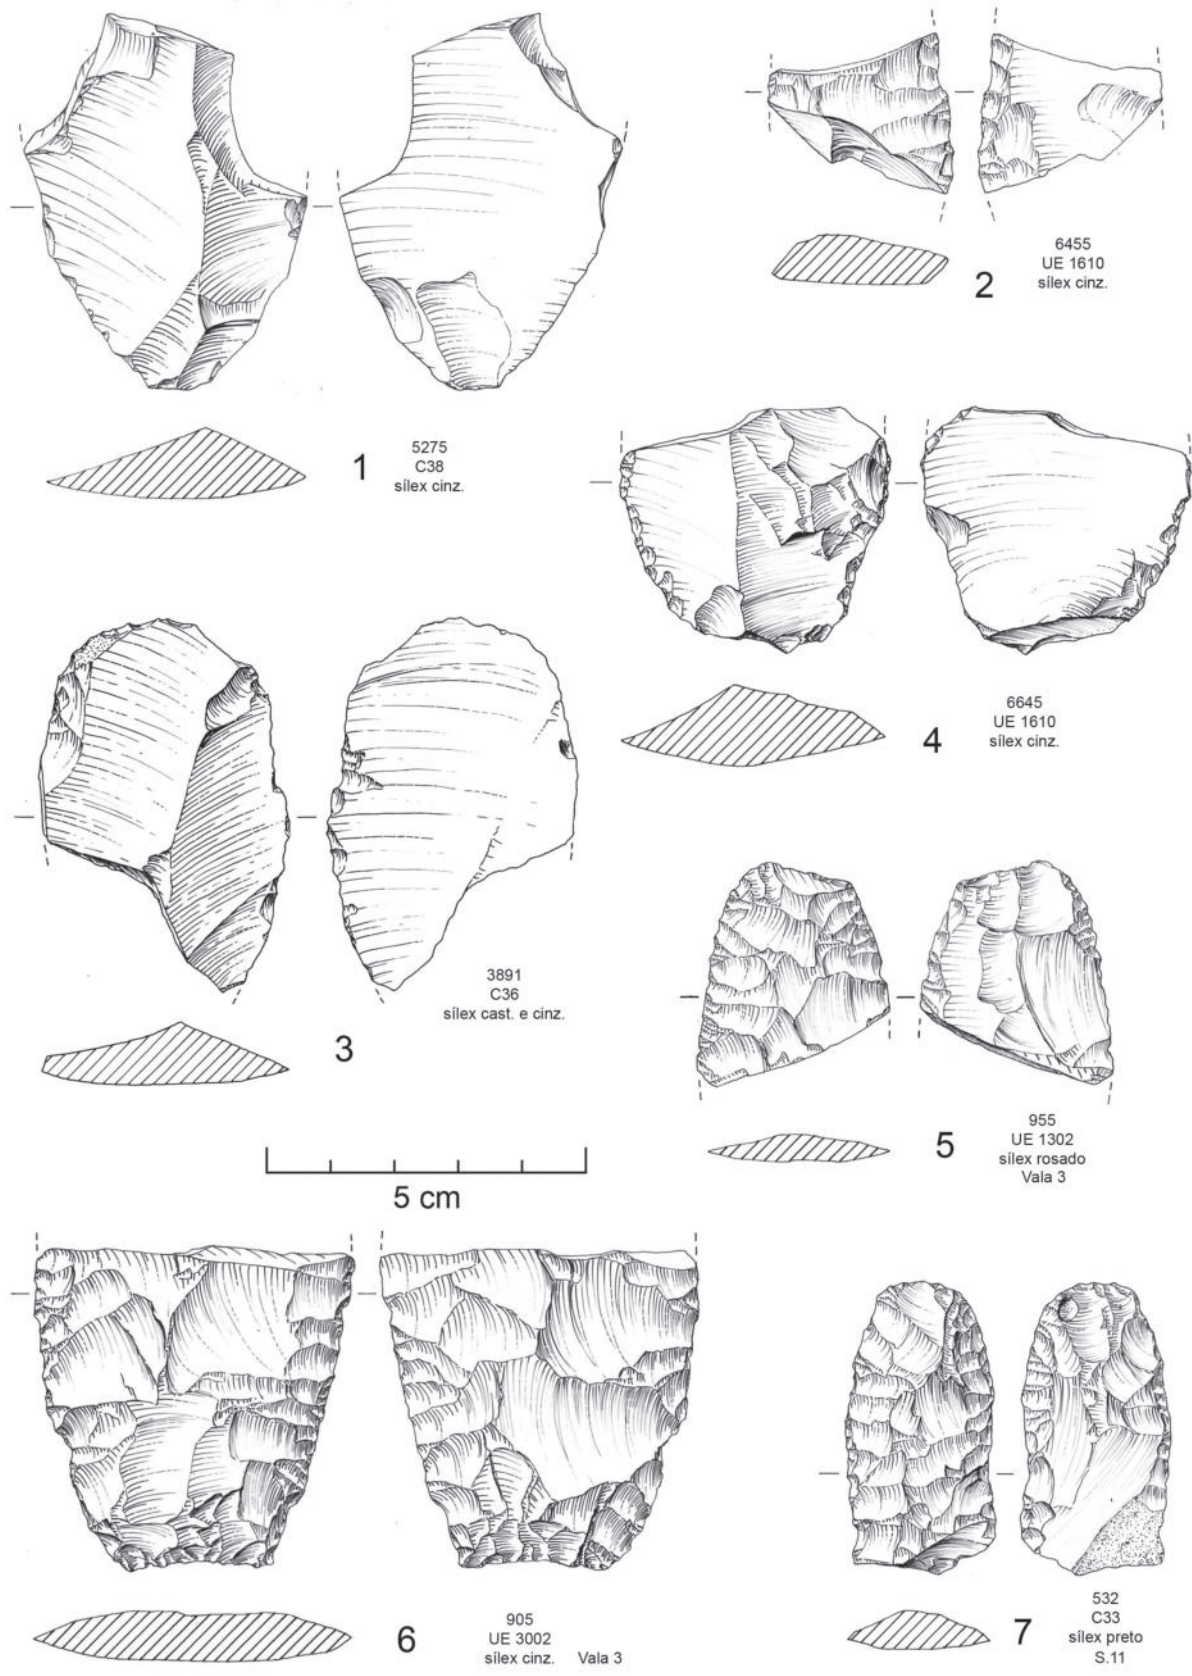 1
5275
C38
sílex cinz.
2
6455
UE 1610
sílex cinz.
3
3891
C36
sílex cast. e cinz.
4
6645
UE 1610
sílex cinz.
5
955
UE 1302
sílex rosado
Vala 3
5 cm
6
905
UE 3002
sílex cinz. Vala 3
7
532
C33
sílex preto
S.11